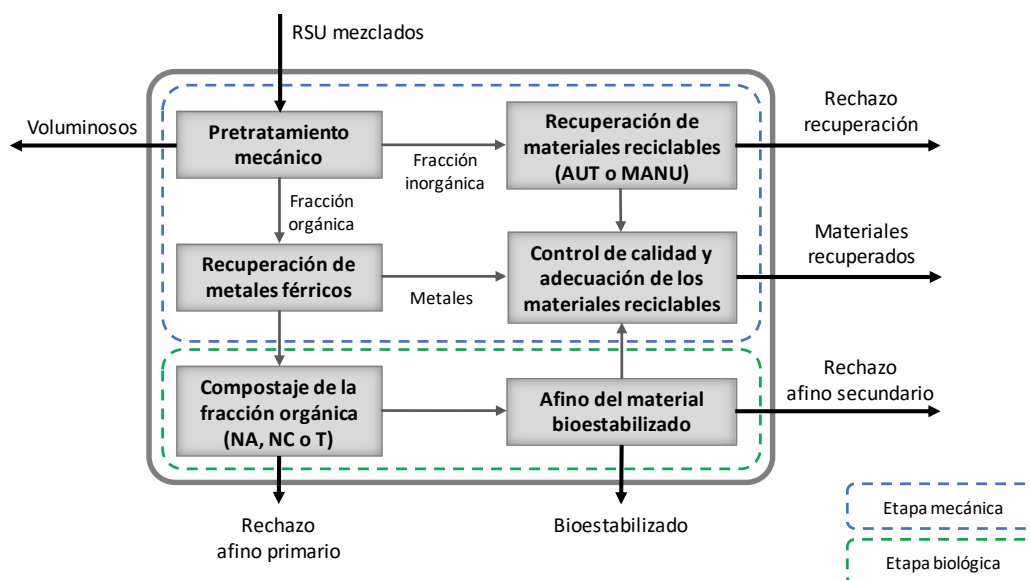 RSU mezclados
Voluminosos
Pretratamiento
mecánico
Fracción
inorgánica
Recuperación de
materiales reciclables
(AUT o MANU)
Rechazo
recuperación
Fracción
orgánica
Recuperación de
metales férricos
Metales
Control de calidad y
adecuación de los
materiales reciclables
Materiales
recuperados
Compostaje de la
fracción orgánica
(NA, NC o T)
Afino del material
bioestabilizado
Rechazo
afino secundario
Rechazo
afino primario
Bioestabilizado
Etapa mecánica
Etapa biológica